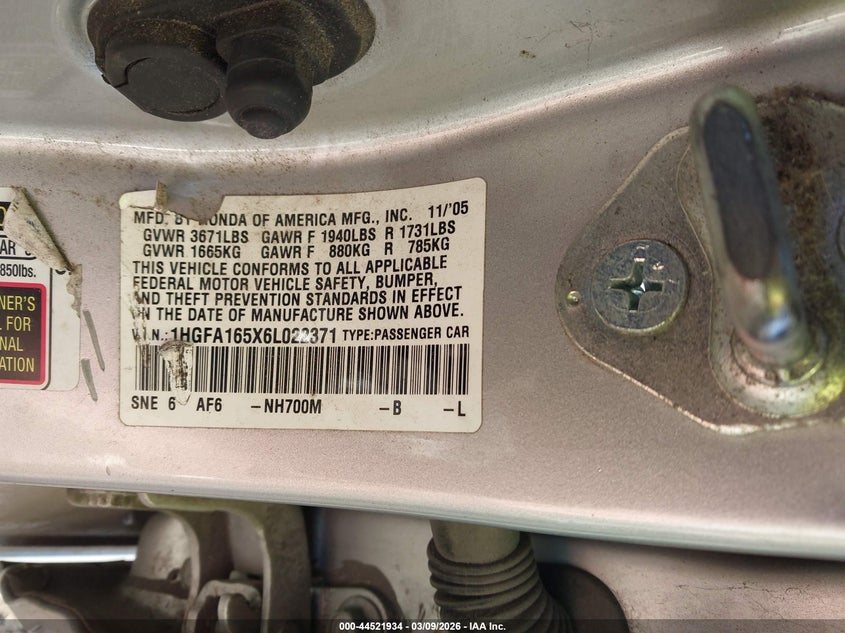 MFD. BY HONDA OF AMERICA MFG., INC. 11/'05
GVWR 3671LBS GAWR F 1940LBS R 1731LBS
GVWR 1665KG GAWR F 880KG R 785KG
THIS VEHICLE CONFORMS TO ALL APPLICABLE
FEDERAL MOTOR VEHICLE SAFETY, BUMPER,
AND THEFT PREVENTION STANDARDS IN EFFECT
ON THE DATE OF MANUFACTURE SHOWN ABOVE.
V.I.N.: 1HGFA165X6L022371 TYPE:PASSENGER CAR
SNE 6 AF6 -NH700M -B -L
AR
850lbs.
NER'S
L FOR
IONAL
ATION
000-44521934 - 03/09/2026 - IAA Inc.